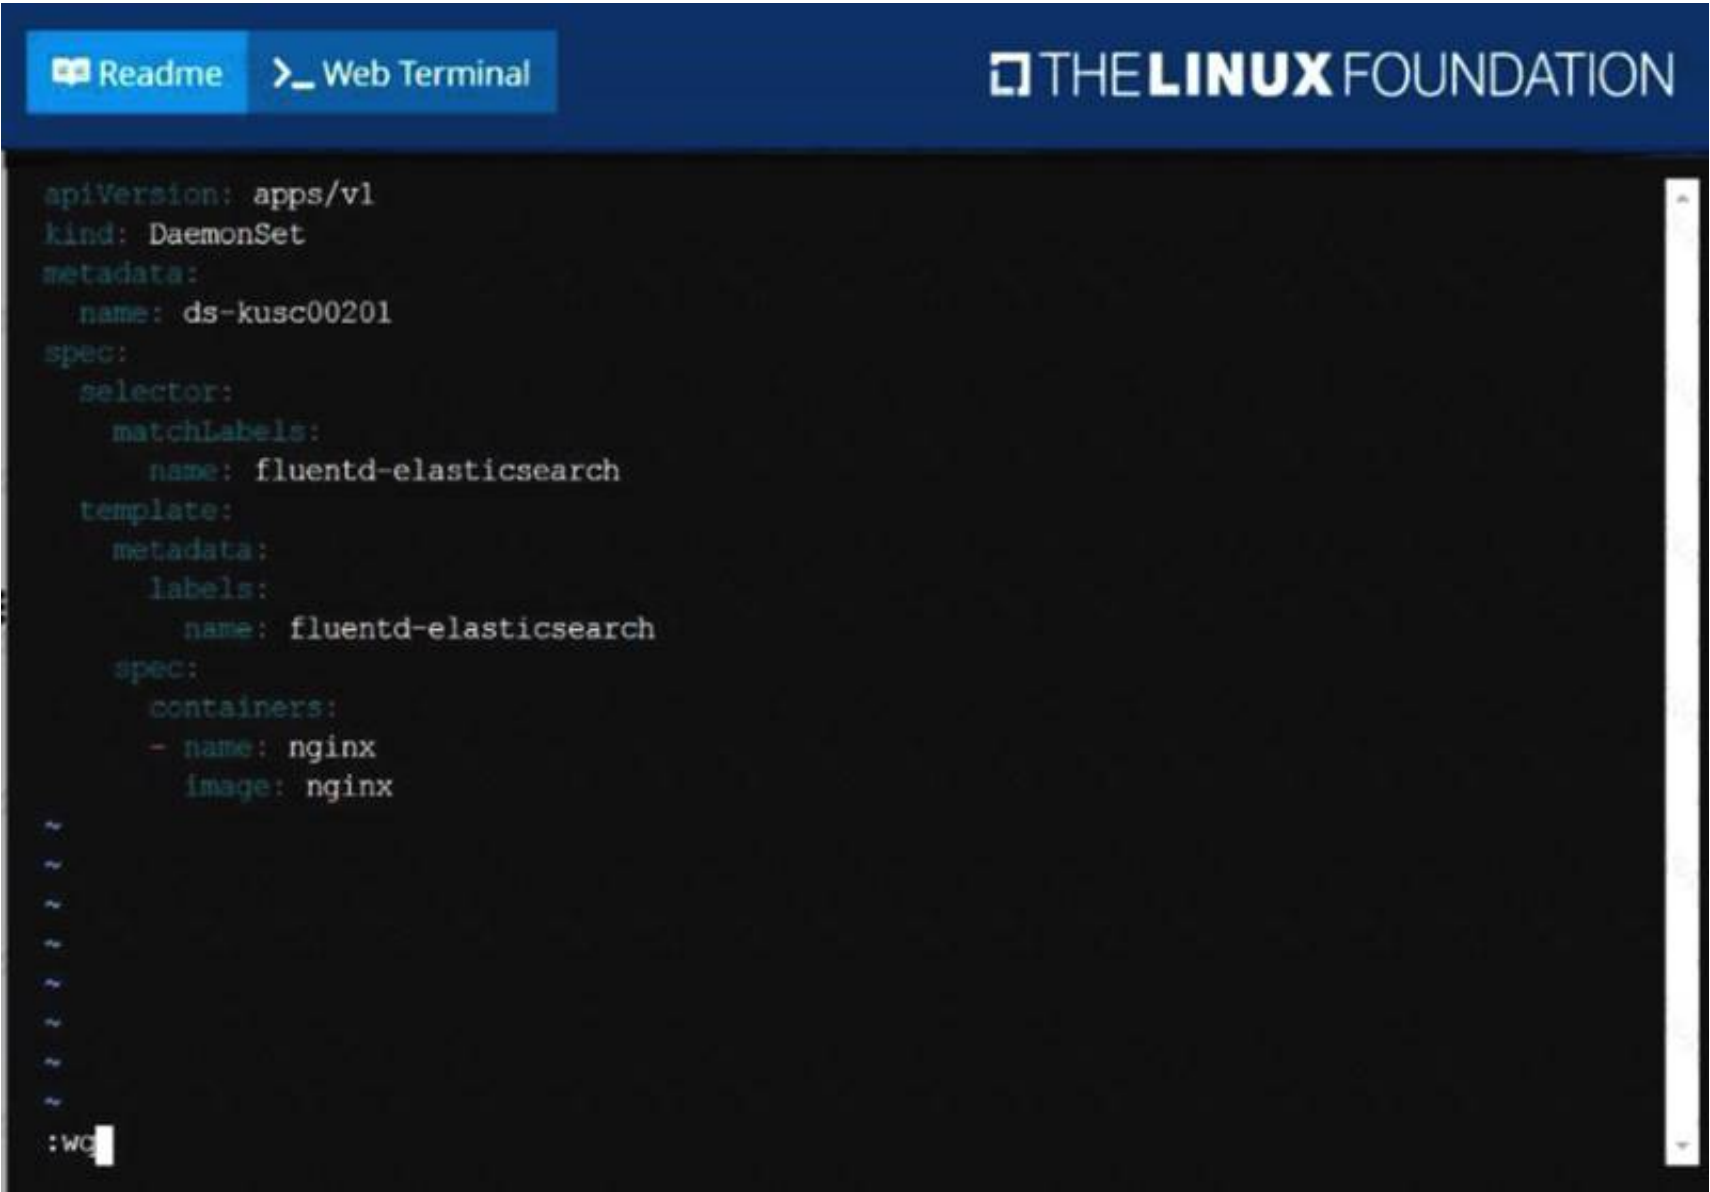 Readme >_ Web Terminal THE LINUX FOUNDATION
apiVersion: apps/v1
kind: DaemonSet
metadata:
  name: ds-kusc00201
spec:
  selector:
    matchLabels:
      name: fluentd-elasticsearch
  template:
    metadata:
      labels:
        name: fluentd-elasticsearch
    spec:
      containers:
      - name: nginx
        image: nginx
~
~
~
~
~
~
~
~
:wq